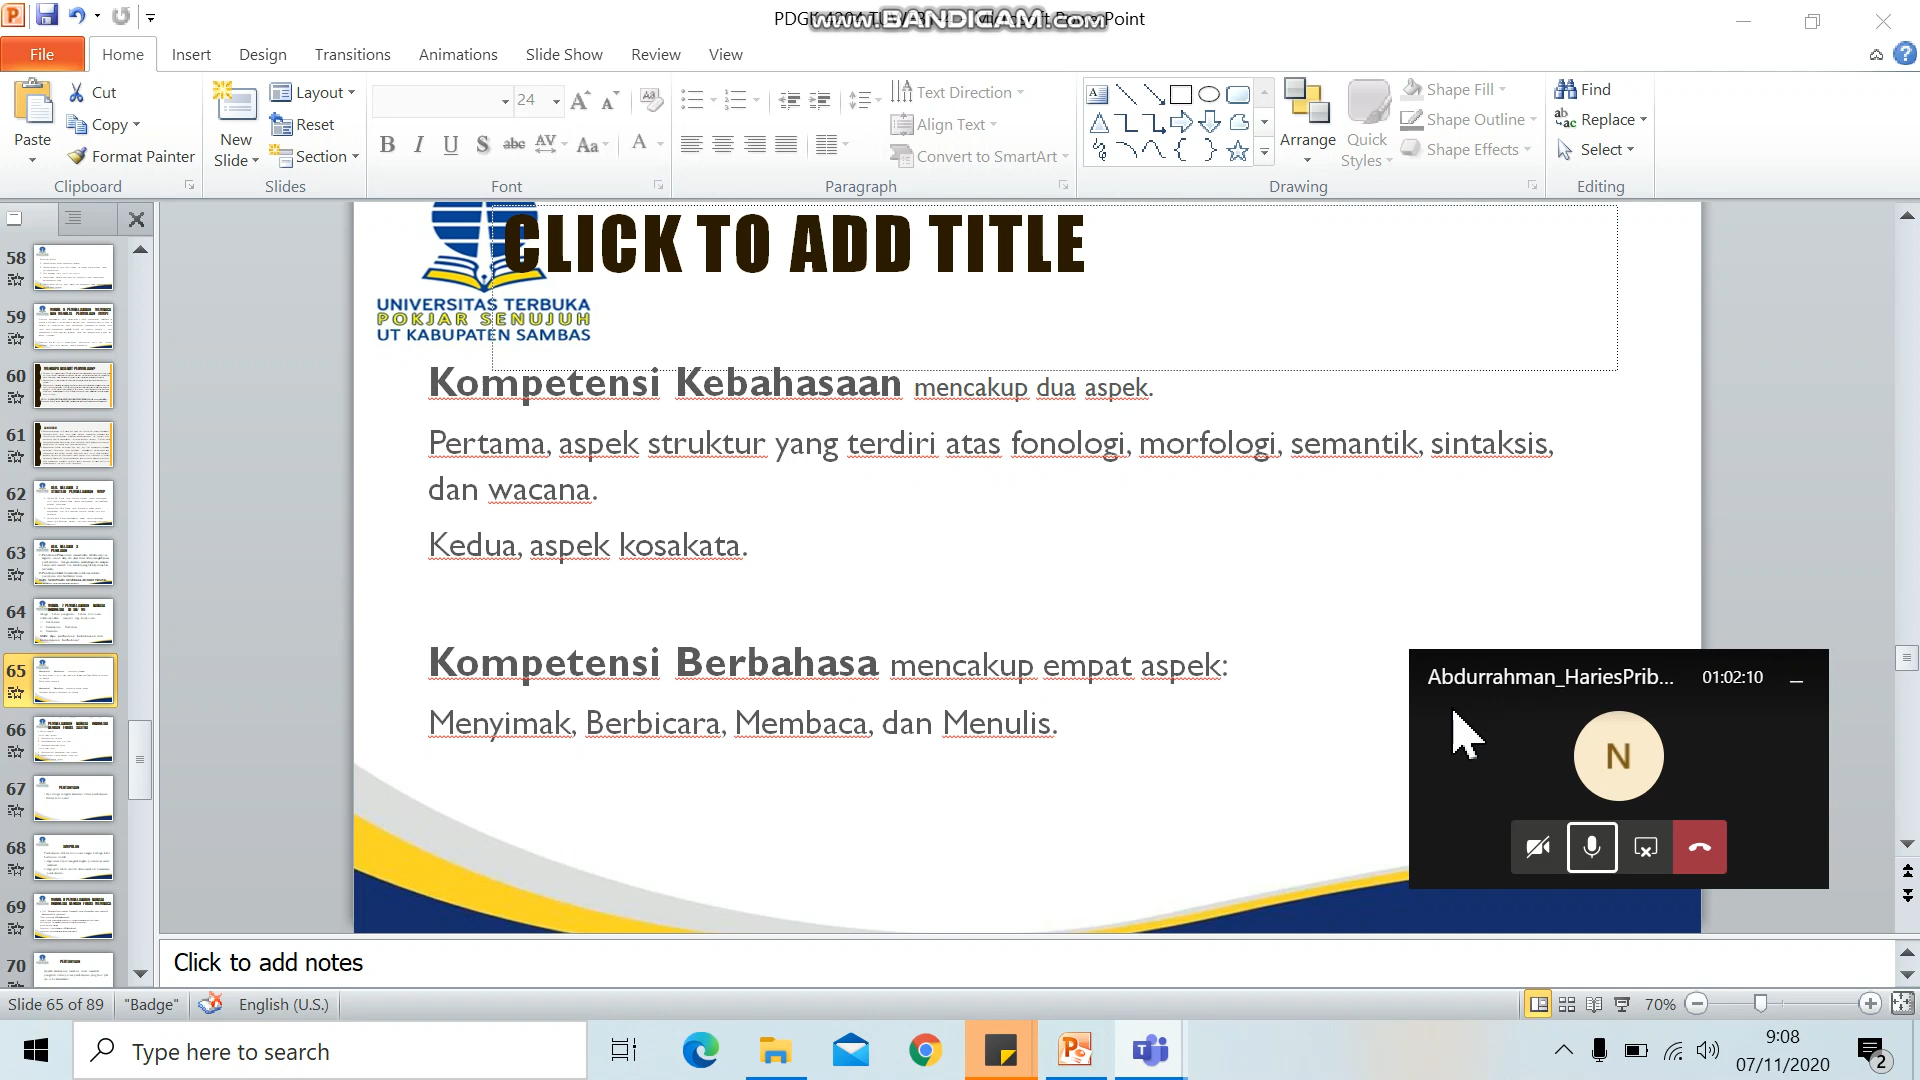 PDGK
www.BANDICAM.com
Point
File
Home
Insert
Design
Transitions
Animations
Slide Show
Review
View
Paste
Cut
Copy
Format Painter
Clipboard
New
Slide
Layout
Reset
Section
Slides
24
B I U S abc AV Aa A
Font
Text Direction
Align Text
Convert to SmartArt
Paragraph
Arrange
Quick
Styles
Shape Fill
Shape Outline
Shape Effects
Drawing
Find
Replace
Select
Editing
58
59
60
61
62
63
64
65
66
67
68
69
70
CLICK TO ADD TITLE
UNIVERSITAS TERBUKA
POKJAR SENUJUH
UT KABUPATEN SAMBAS
Kompetensi Kebahasaan mencakup dua aspek.
Pertama, aspek struktur yang terdiri atas fonologi, morfologi, semantik, sintaksis,
dan wacana.
Kedua, aspek kosakata.
Kompetensi Berbahasa mencakup empat aspek:
Menyimak, Berbicara, Membaca, dan Menulis.
Abdurrahman_HariesPrib...
01:02:10
N
Click to add notes
Slide 65 of 89
"Badge"
English (U.S.)
70%
Type here to search
9:08
07/11/2020
2